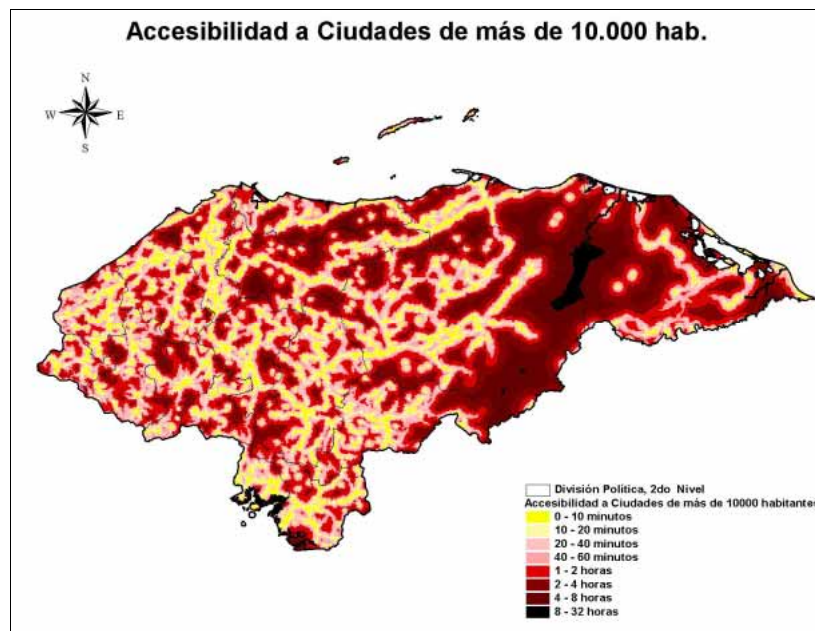 Accesibilidad a Ciudades de más de 10.000 hab.
N
W E
S
División Política, 2do Nivel
Accesibilidad a Ciudades de más de 10000 habitantes
0 - 10 minutos
10 - 20 minutos
20 - 40 minutos
40 - 60 minutos
1 - 2 horas
2 - 4 horas
4 - 8 horas
8 - 32 horas